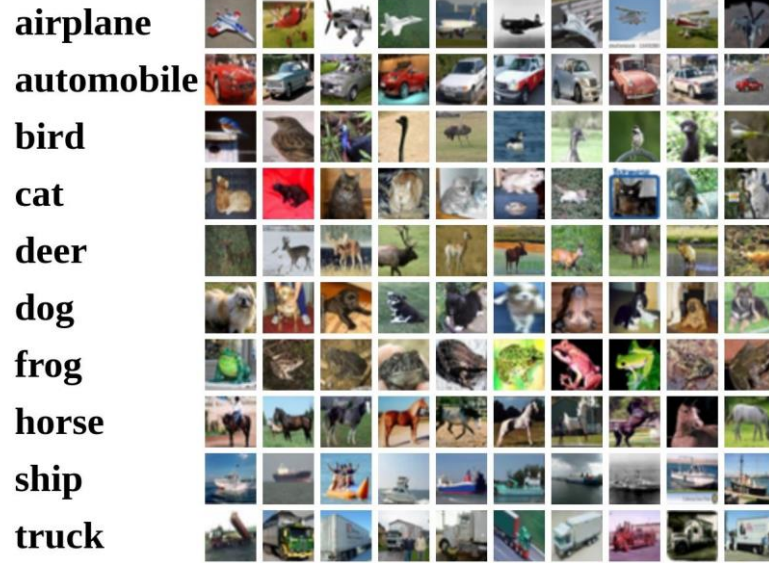 airplane
automobile
bird
cat
deer
dog
frog
horse
ship
truck